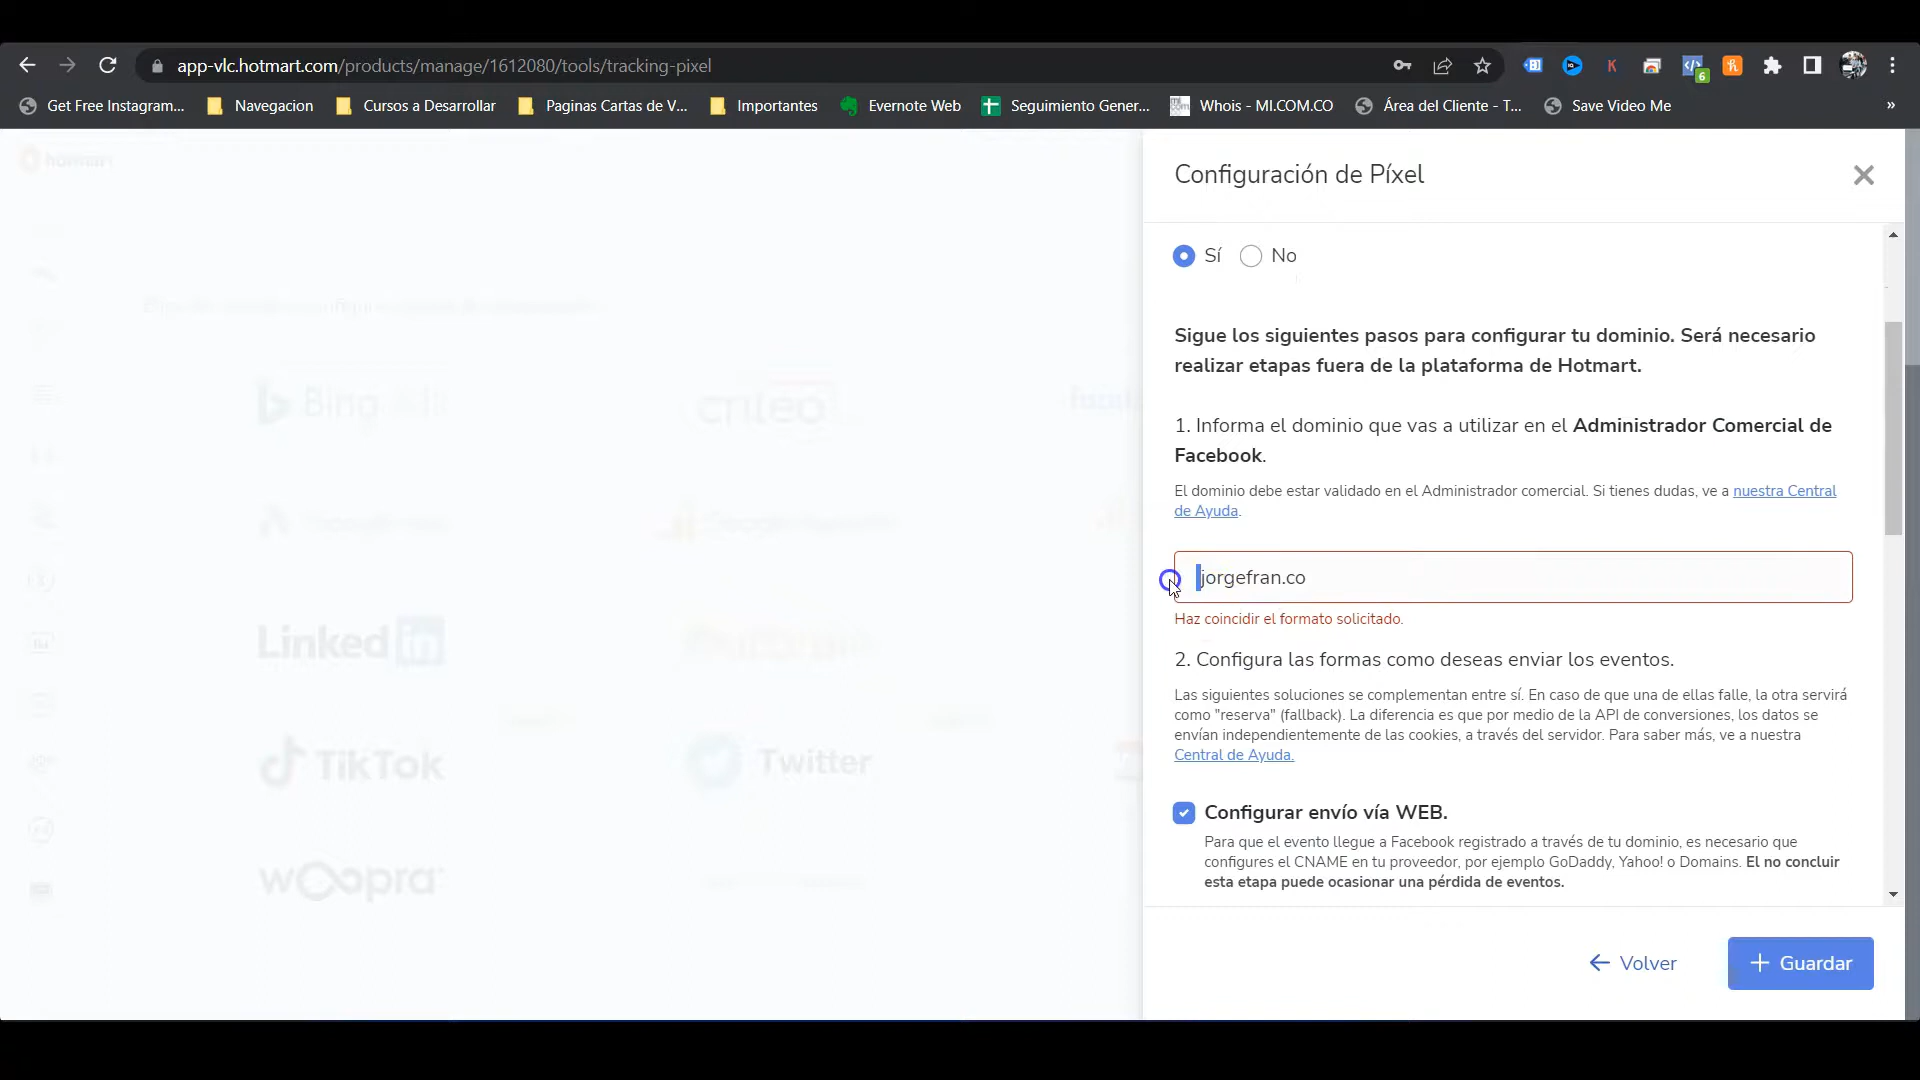 app-vlc.hotmart.com/products/manage/1612080/tools/tracking-pixel
6
Get Free Instagram... Navegacion Cursos a Desarrollar Paginas Cartas de V... Importantes Evernote Web Seguimiento Gener... Whois - MI.COM.CO Área del Cliente - T... Save Video Me »
hotmart
Configuración de Píxel
Sí No
Sigue los siguientes pasos para configurar tu dominio. Será necesario
realizar etapas fuera de la plataforma de Hotmart.
1. Informa el dominio que vas a utilizar en el Administrador Comercial de
Facebook.
El dominio debe estar validado en el Administrador comercial. Si tienes dudas, ve a nuestra Central
de Ayuda.
jorgefran.co
Haz coincidir el formato solicitado.
2. Configura las formas como deseas enviar los eventos.
Las siguientes soluciones se complementan entre sí. En caso de que una de ellas falle, la otra servirá
como "reserva" (fallback). La diferencia es que por medio de la API de conversiones, los datos se
envían independientemente de las cookies, a través del servidor. Para saber más, ve a nuestra
Central de Ayuda.
Configurar envío vía WEB.
Para que el evento llegue a Facebook registrado a través de tu dominio, es necesario que
configures el CNAME en tu proveedor, por ejemplo GoDaddy, Yahoo! o Domains. El no concluir
esta etapa puede ocasionar una pérdida de eventos.
Volver
Guardar
Bing
criteo
Linked in
TikTok
Twitter
woopra